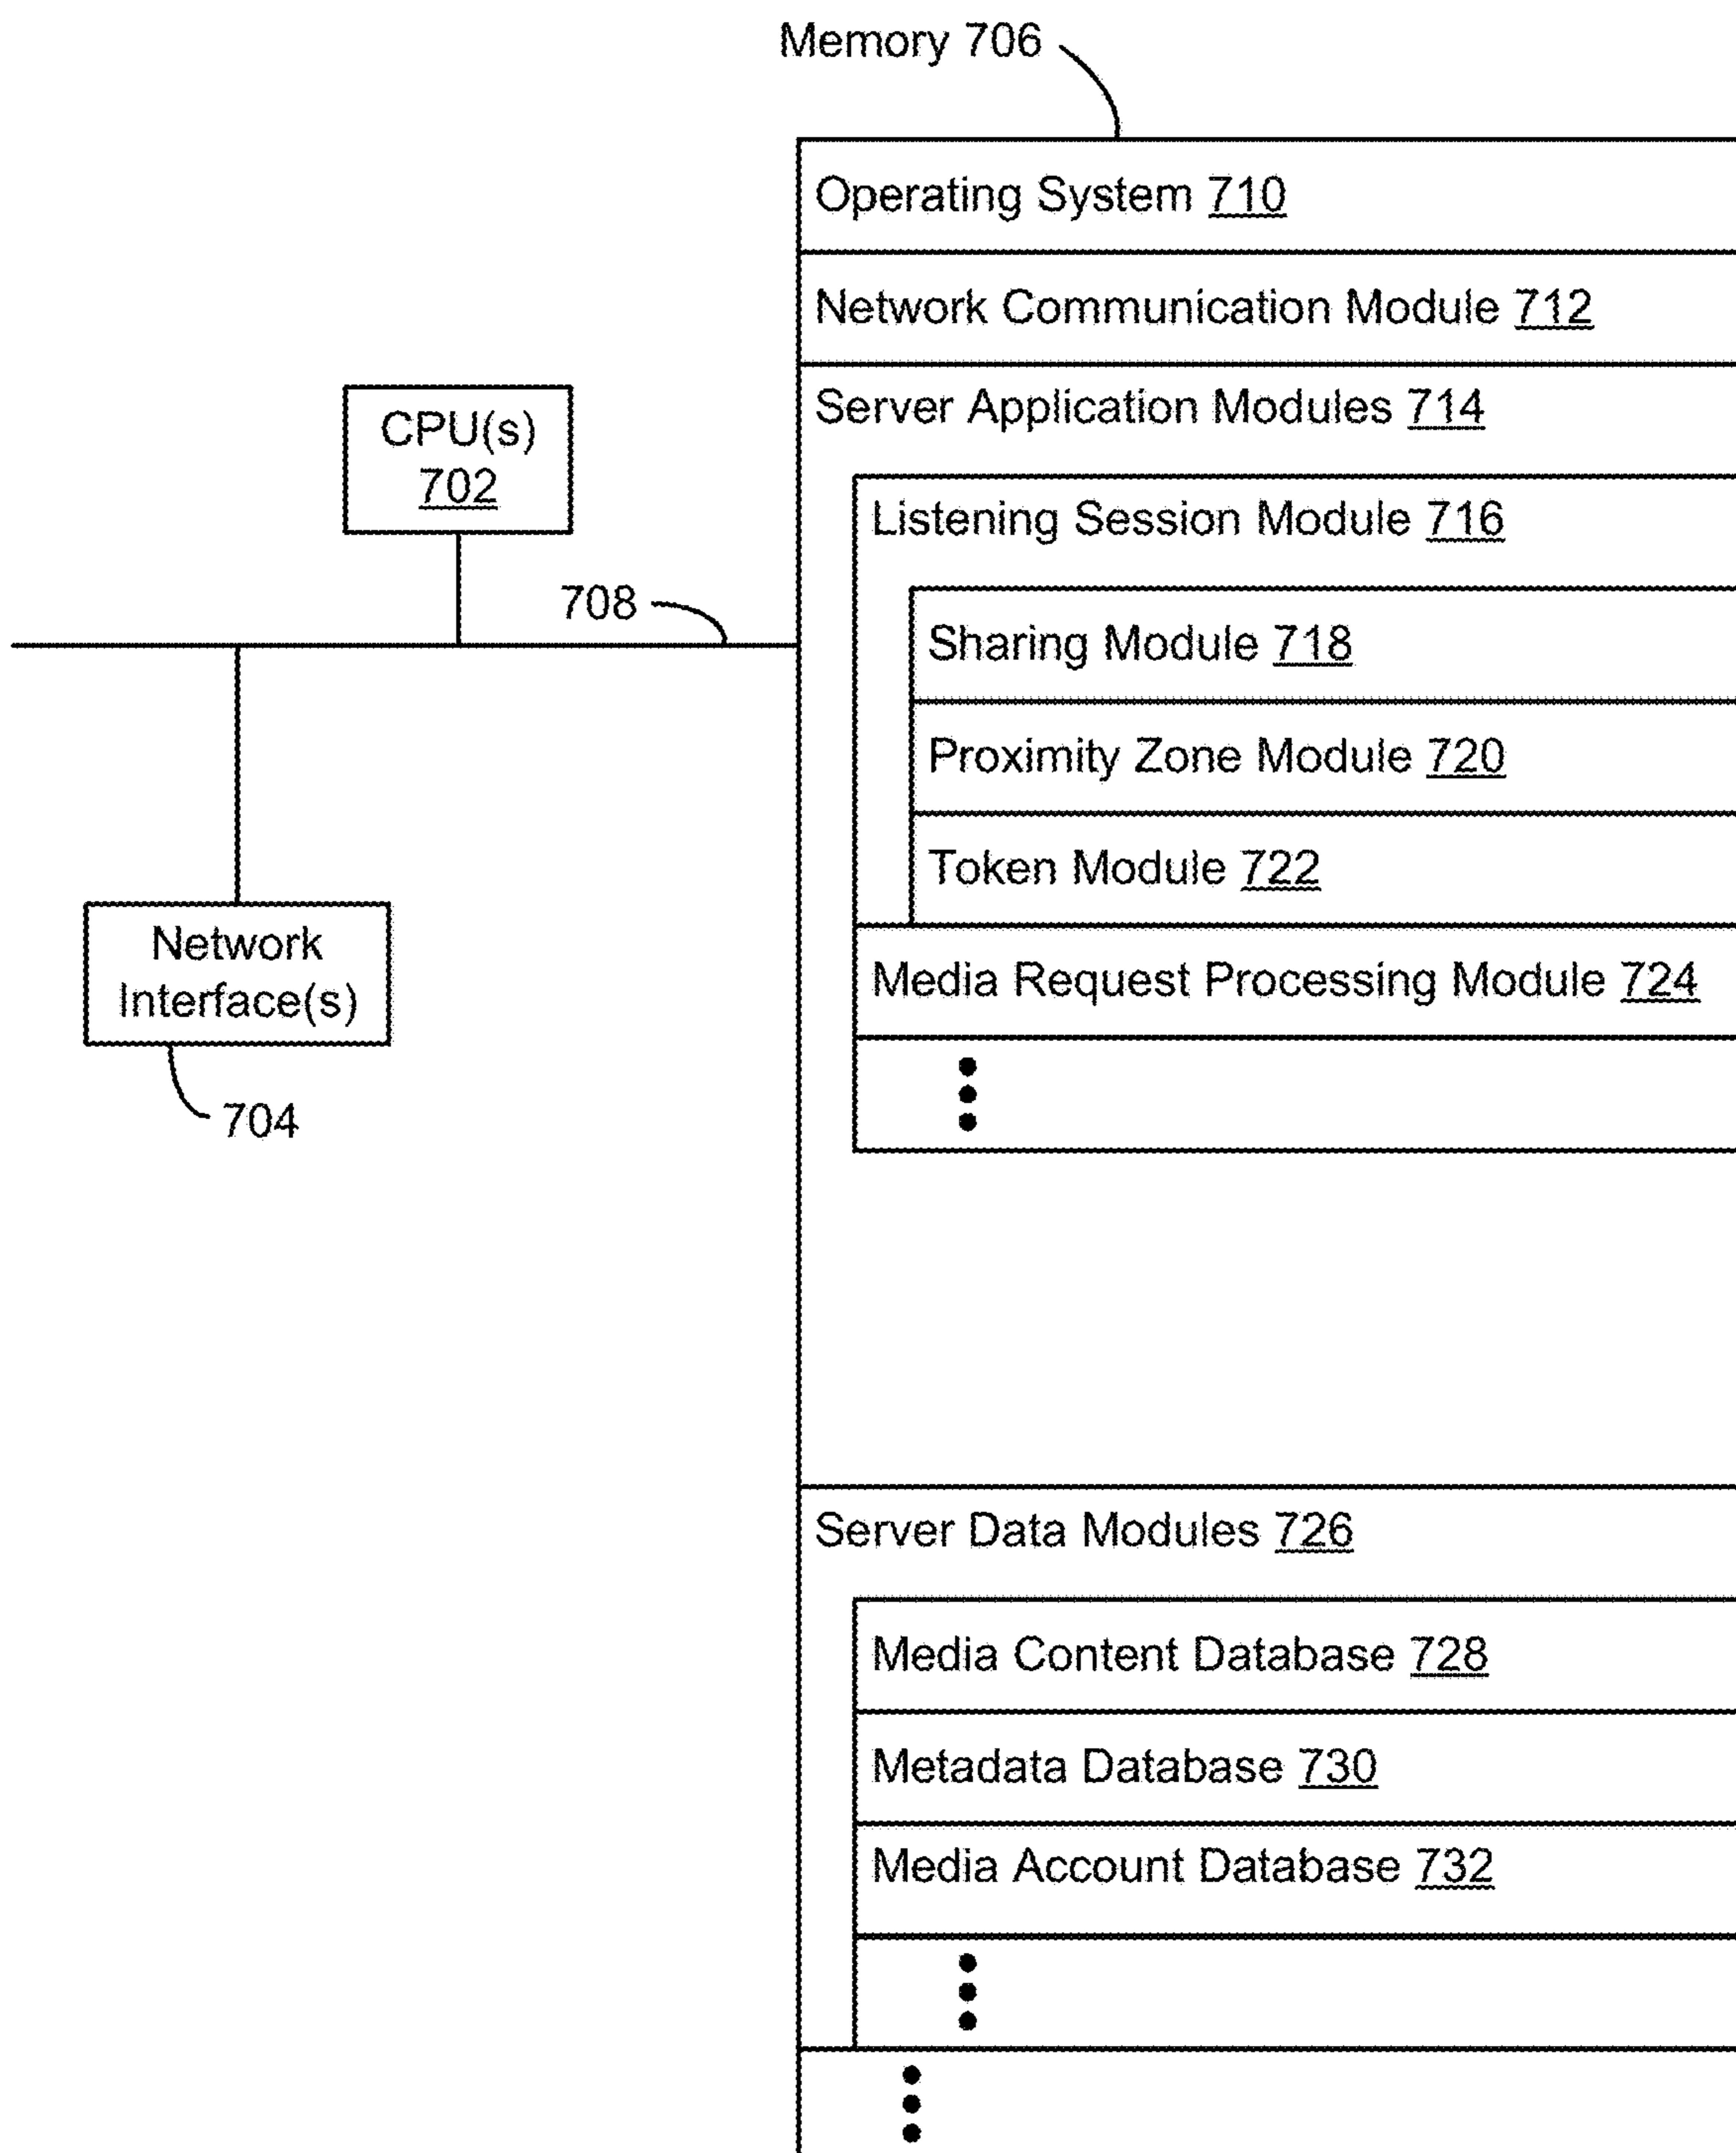 Memory 706
Operating System 710
Network Communication Module 712
Server Application Modules 714
CPU(s)
702
Listening Session Module 716
708
Sharing Module 718
Proximity Zone Module 720
Token Module 722
Network
Interface(s)
704
Media Request Processing Module 724
Server Data Modules 726
Media Content Database 728
Metadata Database 730
Media Account Database 732